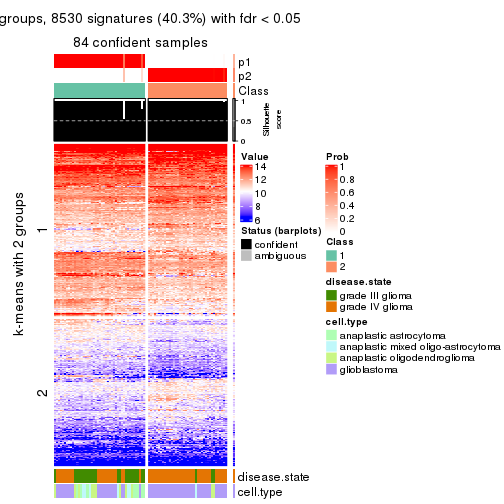 groups, 8530 signatures (40.3%) with fdr < 0.05
84 confident samples
p1
p2
Class
1
0.5
0
Silhouette
score
k-means with 2 groups
1
2
Value
14
12
10
8
6
Status (barplots)
confident
ambiguous
Prob
1
0.8
0.6
0.4
0.2
0
Class
1
2
disease.state
grade III glioma
grade IV glioma
cell.type
anaplastic astrocytoma
anaplastic mixed oligo-astrocytoma
anaplastic oligodendroglioma
glioblastoma
disease.state
cell.type